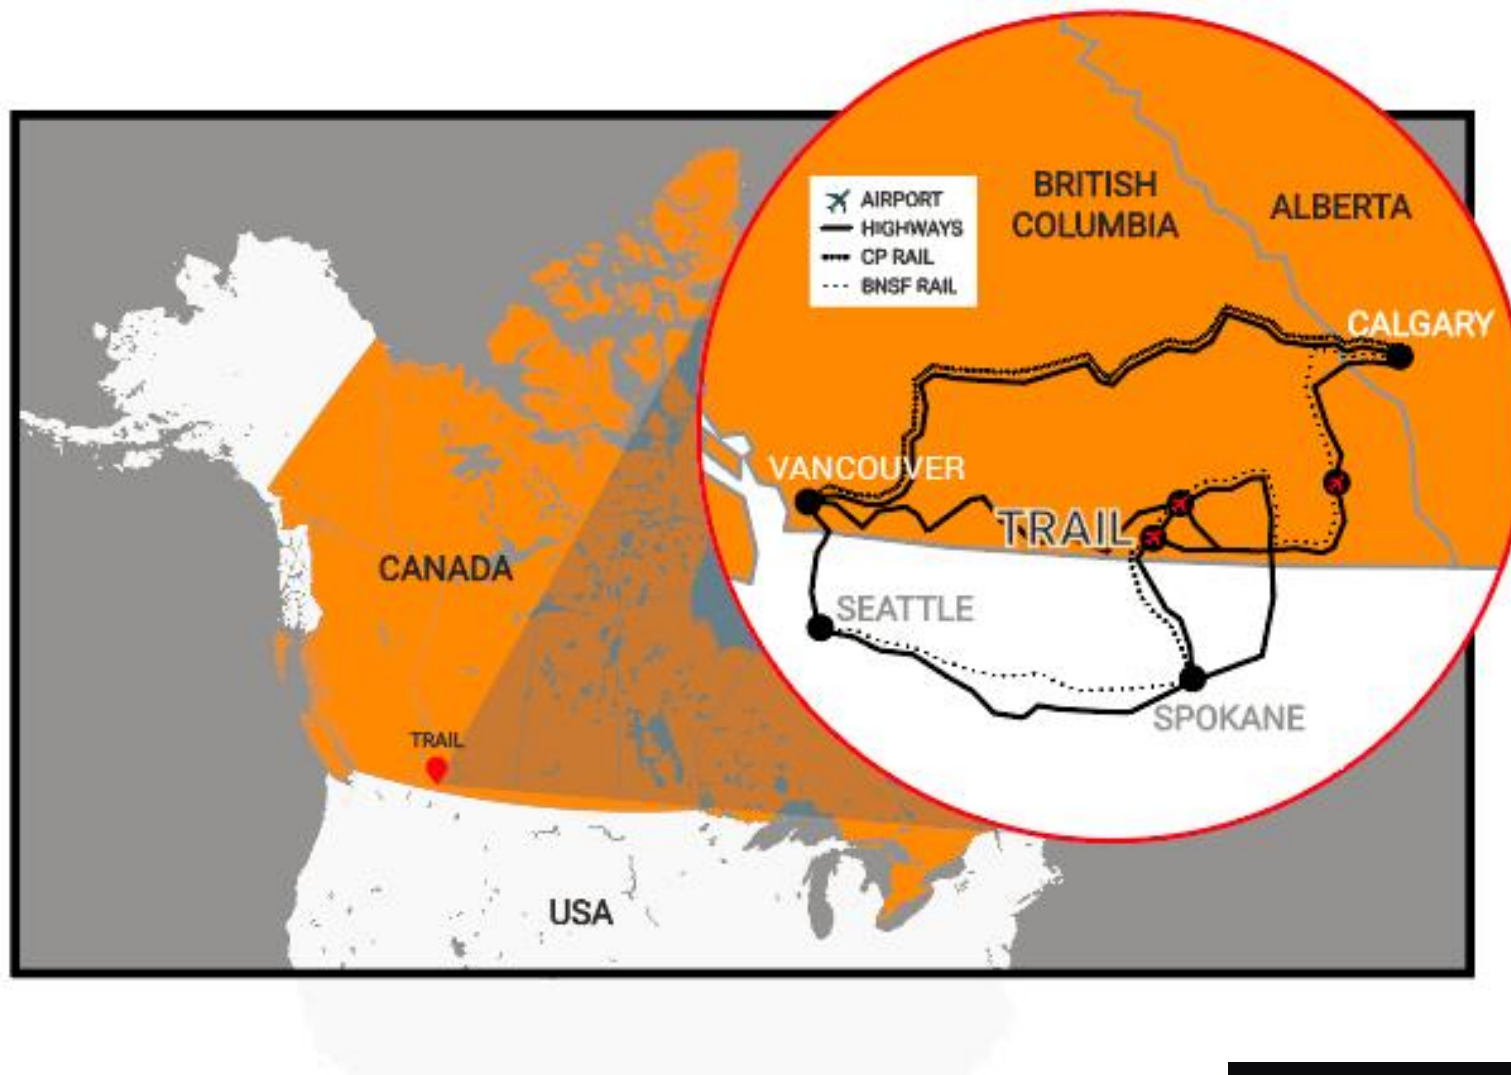 BRITISH
COLUMBIA
ALBERTA
AIRPORT
HIGHWAYS
CP RAIL
BNSF RAIL
CALGARY
VANCOUVER
TRAIL
CANADA
SEATTLE
SPOKANE
TRAIL
USA